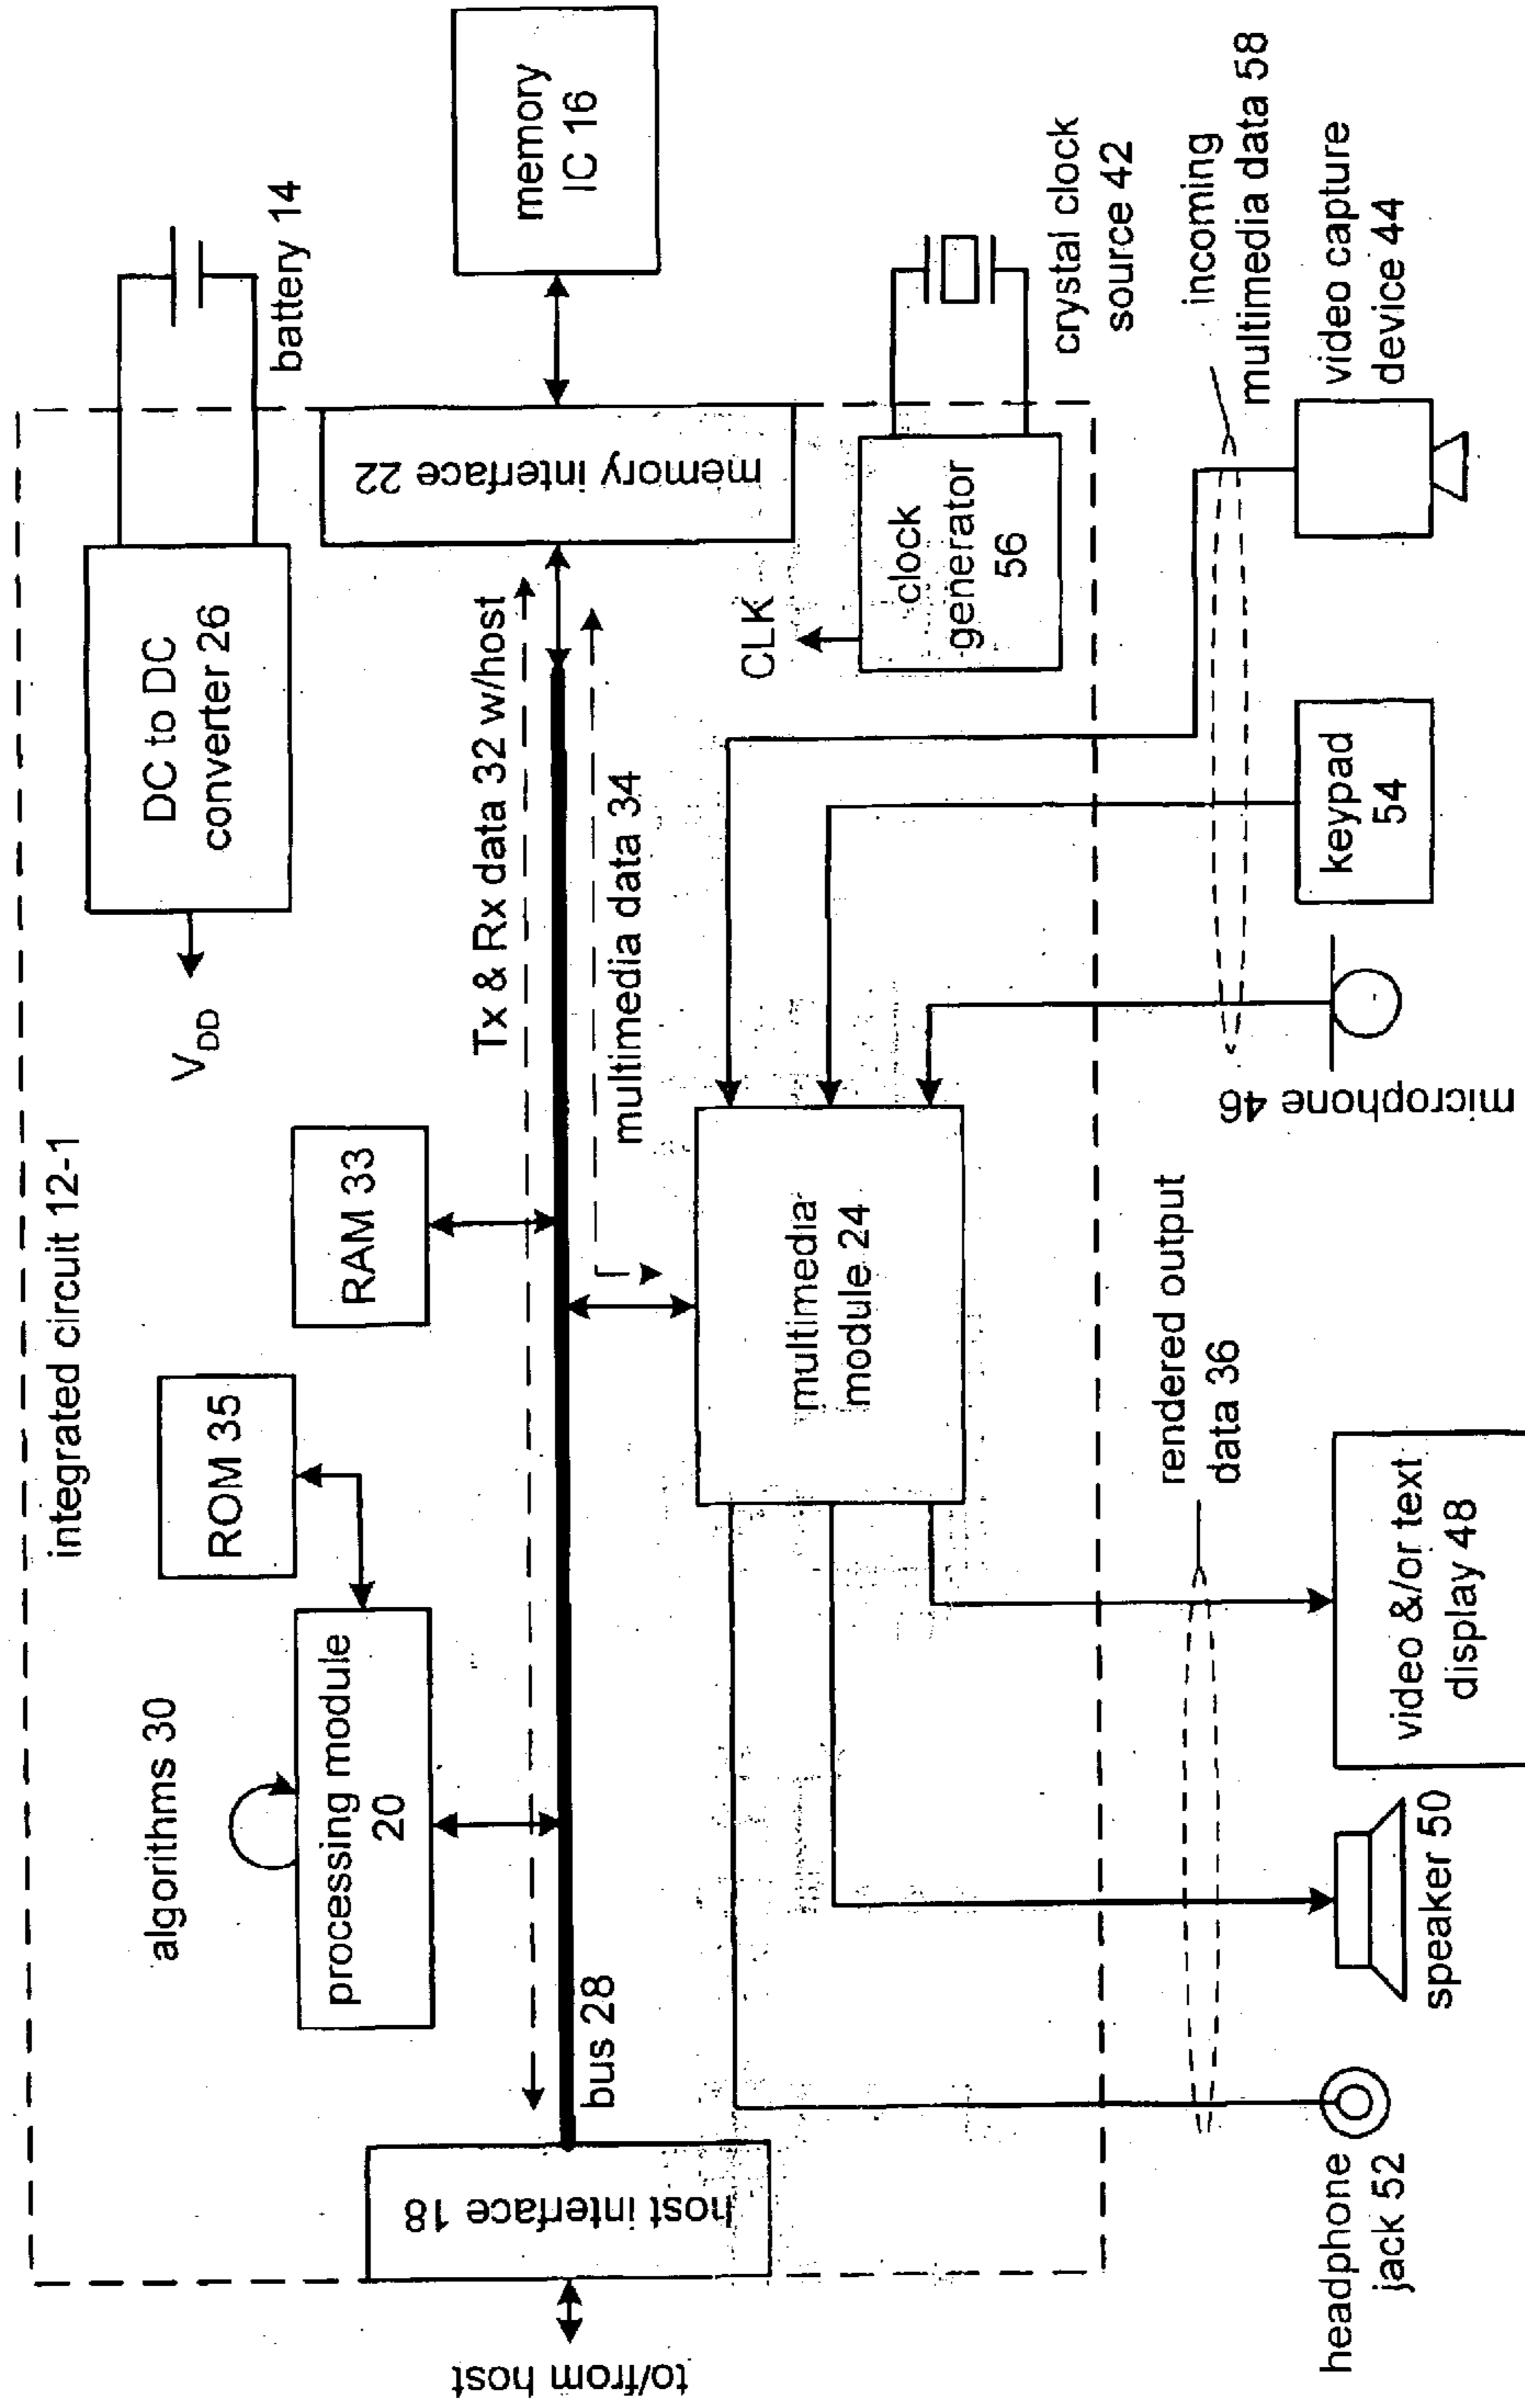 integrated circuit 12-1
DC to DC
converter 26
V_DD
battery 14
algorithms 30
processing module
20
ROM 35
RAM 33
Tx & Rx data 32 w/host
multimedia data 34
bus 28
host interface 18
to/from host
memory interface 22
memory
IC 16
multimedia
module 24
CLK
clock
generator
56
crystal clock
source 42
rendered output
data 36
incoming
multimedia data 58
headphone
jack 52
speaker 50
video &/or text
display 48
microphone 46
keypad
54
video capture
device 44